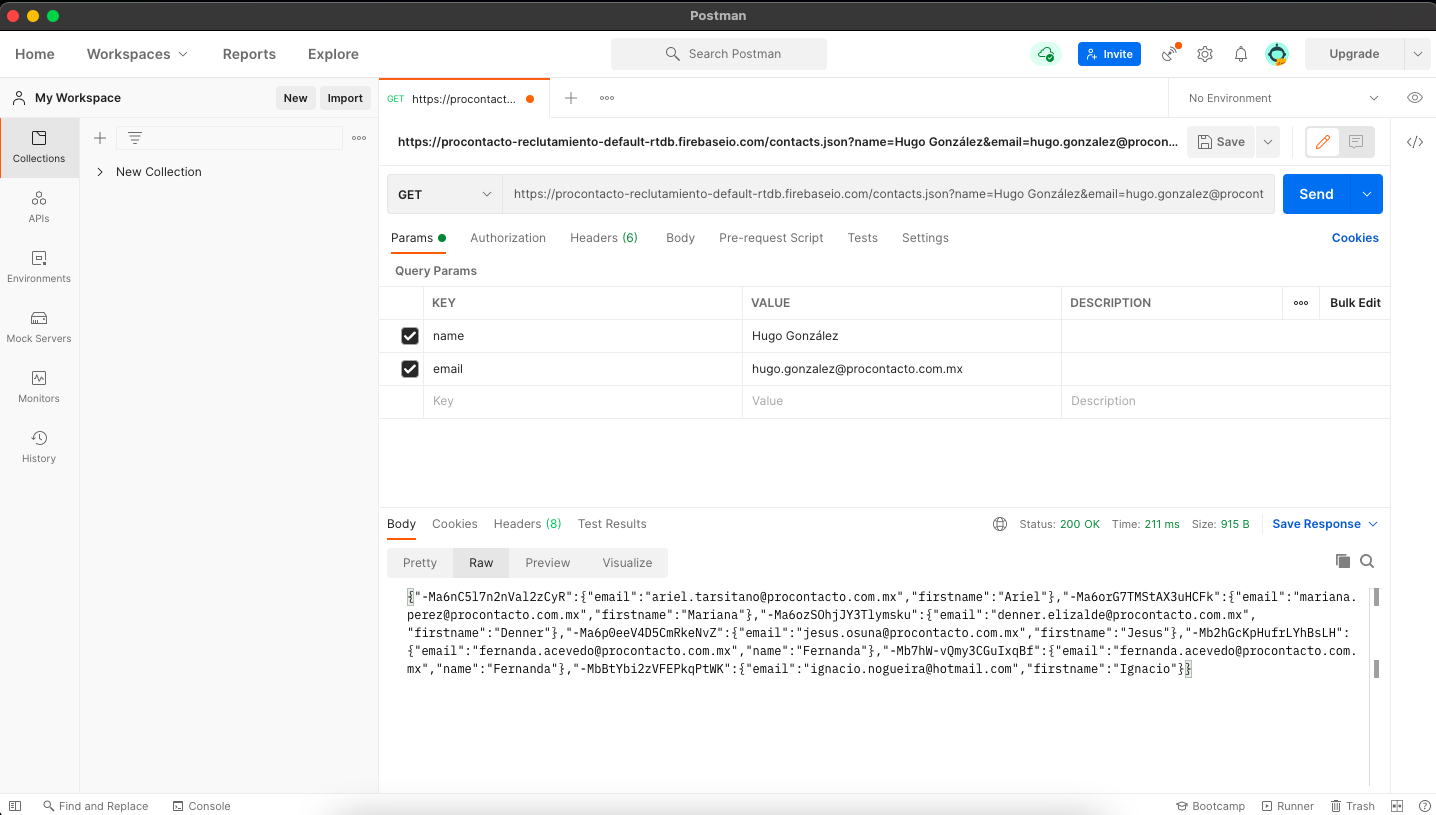 Postman
Home Workspaces Reports Explore Search Postman Invite Upgrade
My Workspace New Import GET https://procontact... No Environment
Collections
APIs
Environments
Mock Servers
Monitors
History
New Collection
https://procontacto-reclutamiento-default-rtdb.firebaseio.com/contacts.json?name=Hugo González&email=hugo.gonzalez@procon... Save
GET https://procontacto-reclutamiento-default-rtdb.firebaseio.com/contacts.json?name=Hugo González&email=hugo.gonzalez@procont Send
Params Authorization Headers (6) Body Pre-request Script Tests Settings Cookies
Query Params
KEY VALUE DESCRIPTION Bulk Edit
name Hugo González
email hugo.gonzalez@procontacto.com.mx
Key Value Description
Body Cookies Headers (8) Test Results Status: 200 OK Time: 211 ms Size: 915 B Save Response
Pretty Raw Preview Visualize
{"-Ma6nC5l7n2nVal2zCyR":{"email":"ariel.tarsitano@procontacto.com.mx","firstname":"Ariel"},"-Ma6orG7TMStAX3uHCFk":{"email":"mariana.
perez@procontacto.com.mx","firstname":"Mariana"},"-Ma6ozSOhjJY3Tlymsku":{"email":"denner.elizalde@procontacto.com.mx",
"firstname":"Denner"},"-Ma6p0eeV4D5CmRkeNvZ":{"email":"jesus.osuna@procontacto.com.mx","firstname":"Jesus"},"-Mb2hGcKpHufrLYhBsLH":
{"email":"fernanda.acevedo@procontacto.com.mx","name":"Fernanda"},"-Mb7hW-vQmy3CGuIxqBf":{"email":"fernanda.acevedo@procontacto.com.
mx","name":"Fernanda"},"-MbBtYbi2zVFEPkqPtWK":{"email":"ignacio.nogueira@hotmail.com","firstname":"Ignacio"}}
Find and Replace Console Bootcamp Runner Trash